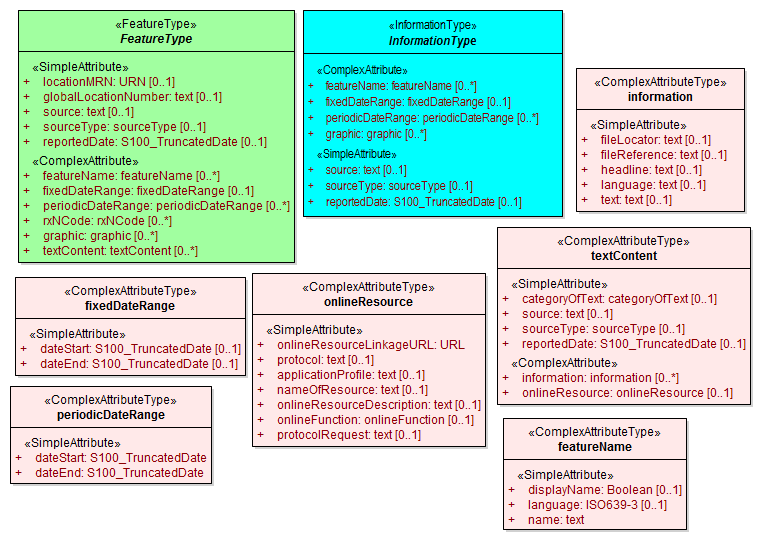 «FeatureType»
FeatureType
«SimpleAttribute»
+ locationMRN: URN [0..1]
+ globalLocationNumber: text [0..1]
+ source: text [0..1]
+ sourceType: sourceType [0..1]
+ reportedDate: S100_TruncatedDate [0..1]
«ComplexAttribute»
+ featureName: featureName [0..*]
+ fixedDateRange: fixedDateRange [0..1]
+ periodicDateRange: periodicDateRange [0..*]
+ rxNCode: rxNCode [0..*]
+ graphic: graphic [0..*]
+ textContent: textContent [0..*]
«InformationType»
InformationType
«ComplexAttribute»
+ featureName: featureName [0..*]
+ fixedDateRange: fixedDateRange [0..1]
+ periodicDateRange: periodicDateRange [0..*]
+ graphic: graphic [0..*]
«SimpleAttribute»
+ source: text [0..1]
+ sourceType: sourceType [0..1]
+ reportedDate: S100_TruncatedDate [0..1]
«ComplexAttributeType»
information
«SimpleAttribute»
+ fileLocator: text [0..1]
+ fileReference: text [0..1]
+ headline: text [0..1]
+ language: text [0..1]
+ text: text [0..1]
«ComplexAttributeType»
textContent
«SimpleAttribute»
+ categoryOfText: categoryOfText [0..1]
+ source: text [0..1]
+ sourceType: sourceType [0..1]
+ reportedDate: S100_TruncatedDate [0..1]
«ComplexAttribute»
+ information: information [0..*]
+ onlineResource: onlineResource [0..1]
«ComplexAttributeType»
fixedDateRange
«SimpleAttribute»
+ dateStart: S100_TruncatedDate [0..1]
+ dateEnd: S100_TruncatedDate [0..1]
«ComplexAttributeType»
onlineResource
«SimpleAttribute»
+ onlineResourceLinkageURL: URL
+ protocol: text [0..1]
+ applicationProfile: text [0..1]
+ nameOfResource: text [0..1]
+ onlineResourceDescription: text [0..1]
+ onlineFunction: onlineFunction [0..1]
+ protocolRequest: text [0..1]
«ComplexAttributeType»
periodicDateRange
«SimpleAttribute»
+ dateStart: S100_TruncatedDate
+ dateEnd: S100_TruncatedDate
«ComplexAttributeType»
featureName
«SimpleAttribute»
+ displayName: Boolean [0..1]
+ language: ISO639-3 [0..1]
+ name: text